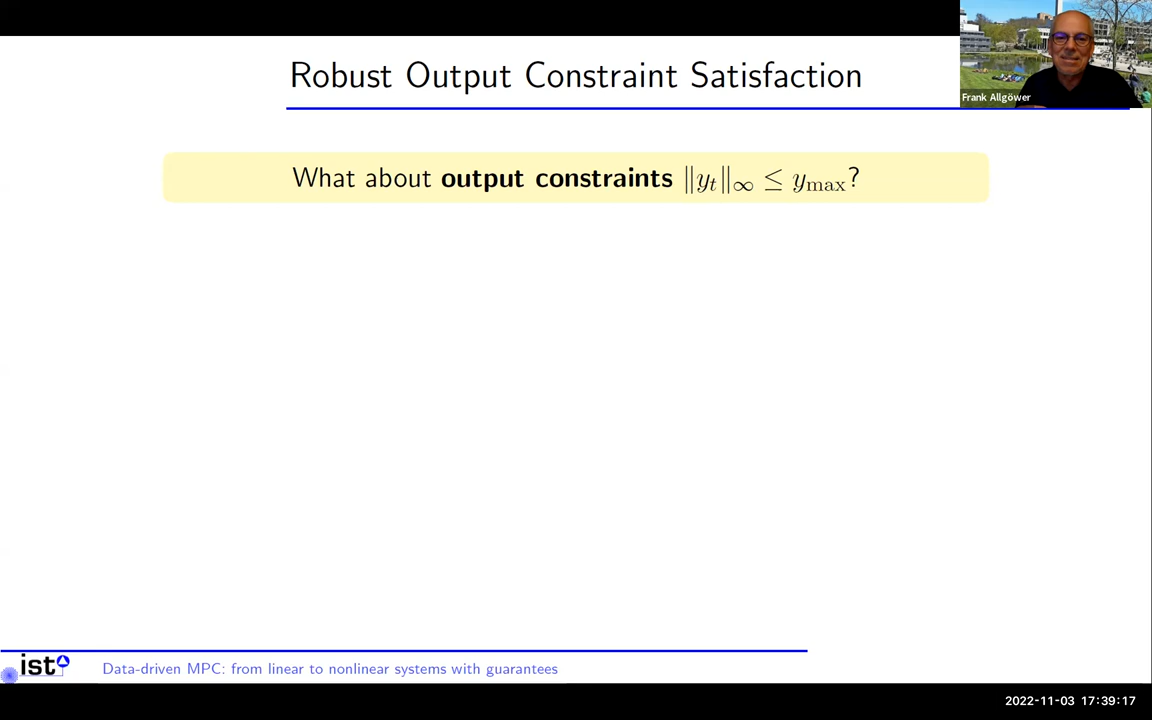 Robust Output Constraint Satisfaction
Frank Allgöwer
What about output constraints ‖y_t‖_∞ ≤ y_max?
ist
Data-driven MPC: from linear to nonlinear systems with guarantees
2022-11-03 17:39:17